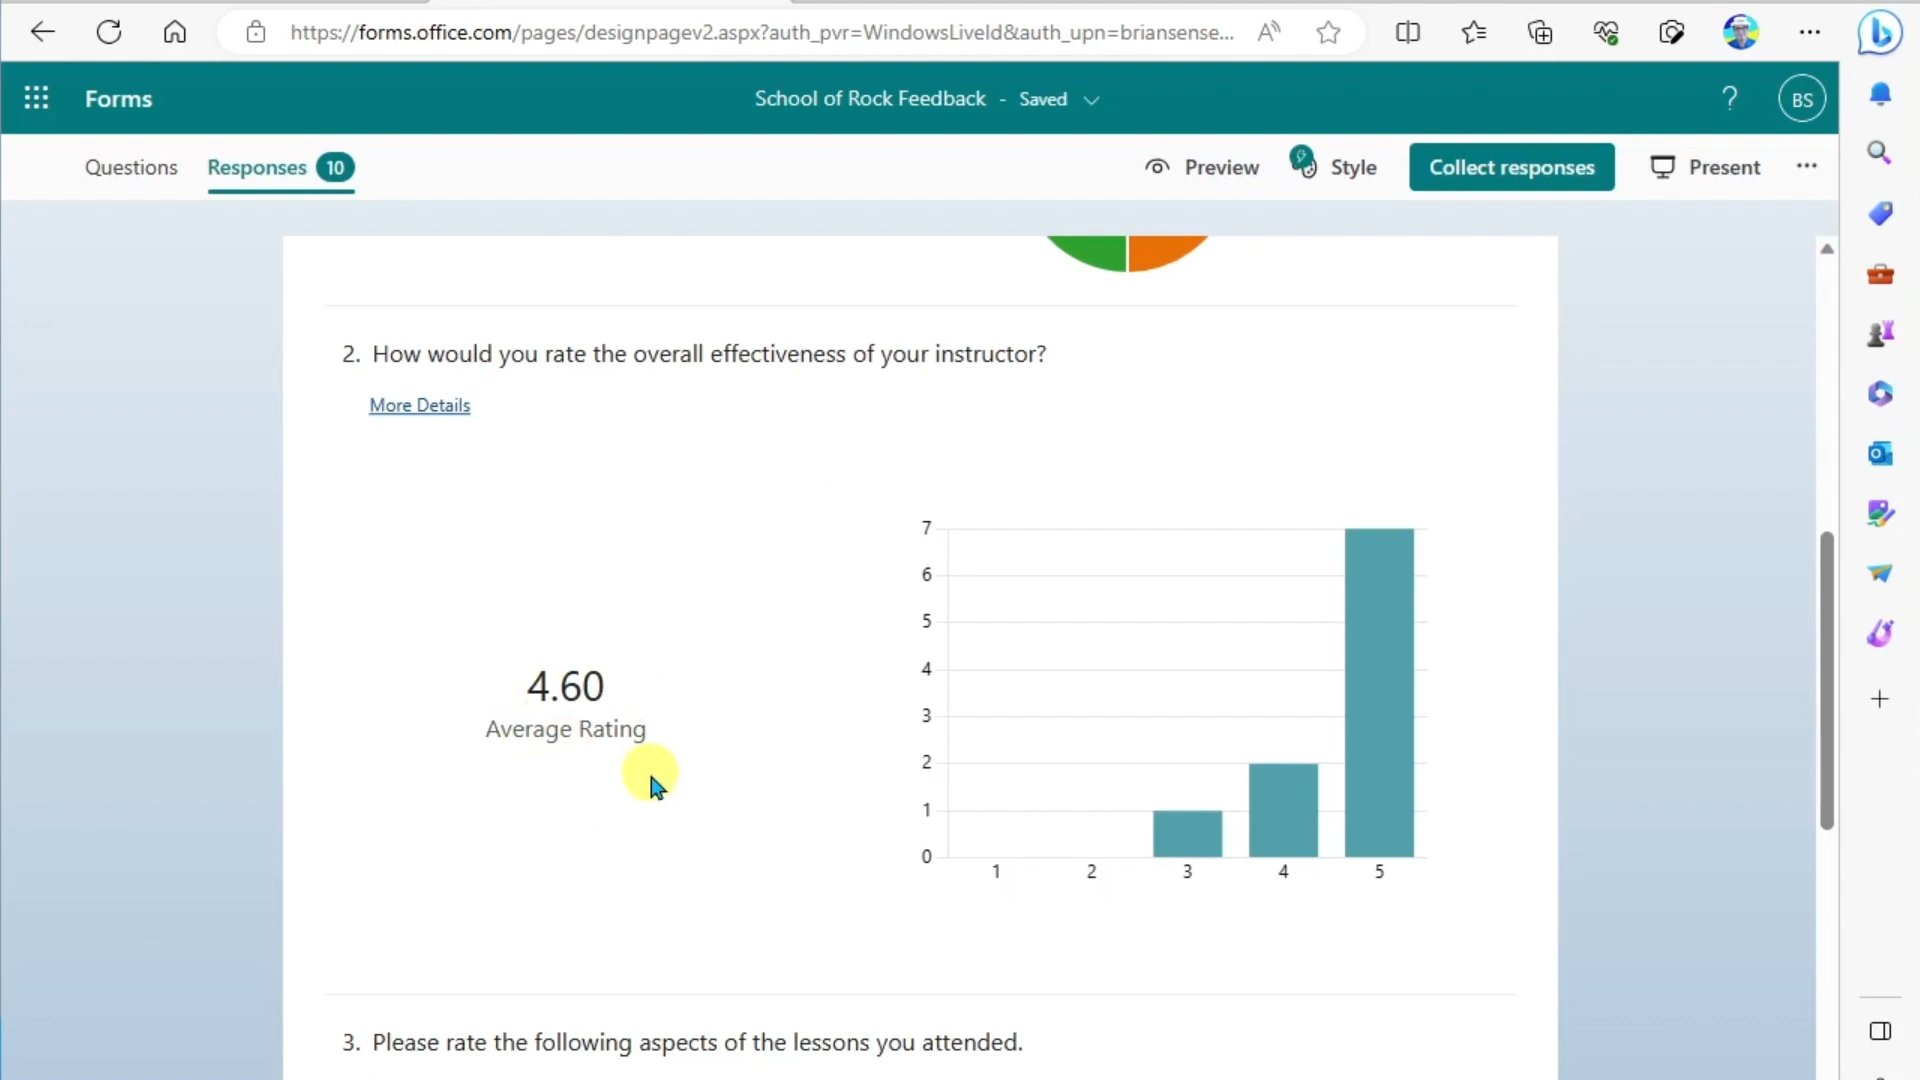 https://forms.office.com/pages/designpagev2.aspx?auth_pvr=WindowsLiveId&auth_upn=briansense...
Forms
School of Rock Feedback - Saved
? BS
Questions Responses 10
Preview Style Collect responses Present
2. How would you rate the overall effectiveness of your instructor?
More Details
4.60
Average Rating
7
6
5
4
3
2
1
0
1 2 3 4 5
3. Please rate the following aspects of the lessons you attended.